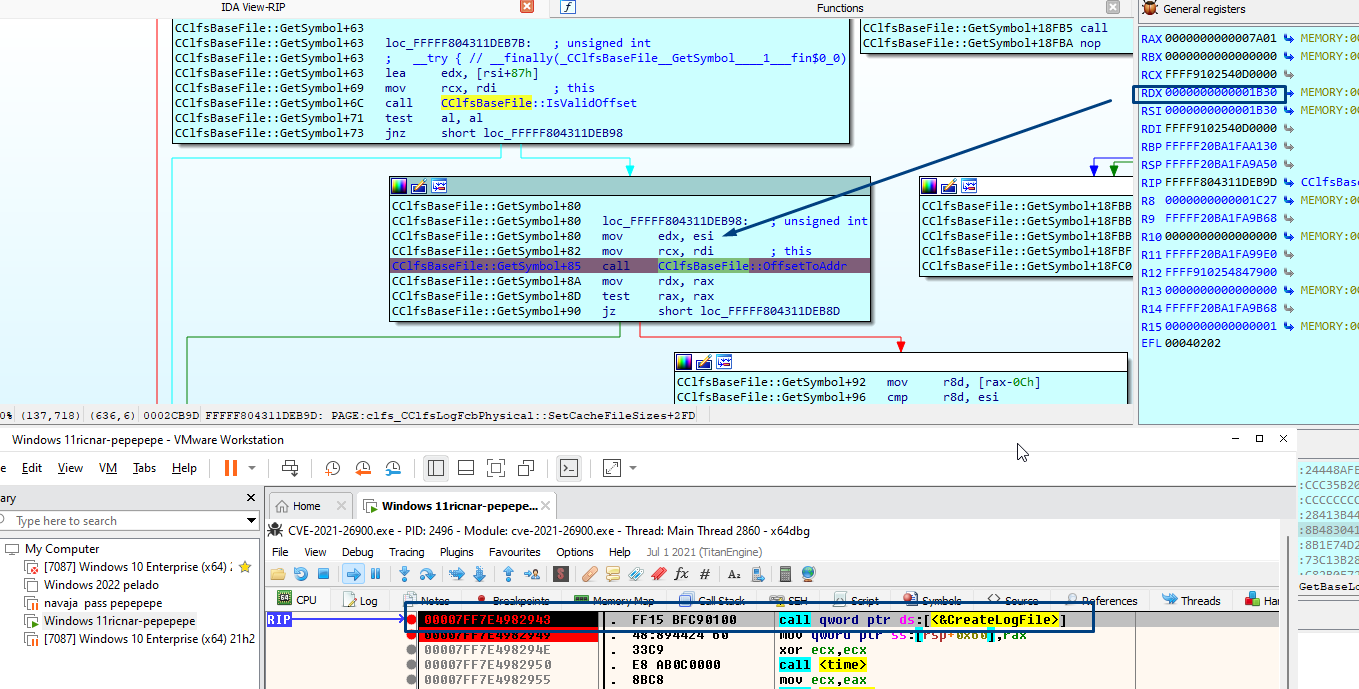 IDA View-RIP
Functions
General registers
CClfsBaseFile::GetSymbol+63
CClfsBaseFile::GetSymbol+63 loc_FFFFF804311DEB7B: ; unsigned int
CClfsBaseFile::GetSymbol+63 ; __try { // __finally(_CClfsBaseFile__GetSymbol____1___fin$0_0)
CClfsBaseFile::GetSymbol+63 lea edx, [rsi+87h]
CClfsBaseFile::GetSymbol+69 mov rcx, rdi ; this
CClfsBaseFile::GetSymbol+6C call CClfsBaseFile::IsValidOffset
CClfsBaseFile::GetSymbol+71 test al, al
CClfsBaseFile::GetSymbol+73 jnz short loc_FFFFF804311DEB98
CClfsBaseFile::GetSymbol+18FB5 call
CClfsBaseFile::GetSymbol+18FBA nop
CClfsBaseFile::GetSymbol+80
CClfsBaseFile::GetSymbol+80 loc_FFFFF804311DEB98: ; unsigned int
CClfsBaseFile::GetSymbol+80 mov edx, esi
CClfsBaseFile::GetSymbol+82 mov rcx, rdi ; this
CClfsBaseFile::GetSymbol+85 call CClfsBaseFile::OffsetToAddr
CClfsBaseFile::GetSymbol+8A mov rdx, rax
CClfsBaseFile::GetSymbol+8D test rax, rax
CClfsBaseFile::GetSymbol+90 jz short loc_FFFFF804311DEB8D
CClfsBaseFile::GetSymbol+18FBB
CClfsBaseFile::GetSymbol+18FBB
CClfsBaseFile::GetSymbol+18FBB
CClfsBaseFile::GetSymbol+18FBF
CClfsBaseFile::GetSymbol+18FC0
CClfsBaseFile::GetSymbol+92 mov r8d, [rax-0Ch]
CClfsBaseFile::GetSymbol+96 cmp r8d, esi
RAX 0000000000007A01 MEMORY:00
RBX 0000000000000000 MEMORY:00
RCX FFFF9102540D0000
RDX 0000000000001B30 MEMORY:00
RSI 0000000000001B30 MEMORY:00
RDI FFFF9102540D0000
RBP FFFFF20BA1FAA130
RSP FFFFF20BA1FA9A50
RIP FFFFF804311DEB9D CClfsBase
R8 0000000000001C27 MEMORY:00
R9 FFFFF20BA1FA9B68
R10 0000000000000000 MEMORY:00
R11 FFFFF20BA1FA99E0
R12 FFFF910254847900
R13 0000000000000000 MEMORY:00
R14 FFFFF20BA1FA9B68
R15 0000000000000001 MEMORY:00
EFL 00040202
0% (137,718) (636,6) 0002CB9D FFFFF804311DEB9D: PAGE:clfs_CClfsLogFcbPhysical::SetCacheFileSizes+2FD
Windows 11ricnar-pepepepe - VMware Workstation
e Edit View VM Tabs Help
ary
Type here to search
My Computer
[7087] Windows 10 Enterprise (x64)
Windows 2022 pelado
navaja pass pepepepe
Windows 11ricnar-pepepepe
[7087] Windows 10 Enterprise (x64) 21h2
Home
Windows 11ricnar-pepepe...
CVE-2021-26900.exe - PID: 2496 - Module: cve-2021-26900.exe - Thread: Main Thread 2860 - x64dbg
File View Debug Tracing Plugins Favourites Options Help Jul 1 2021 (TitanEngine)
CPU Log Notes Breakpoints Memory Map Call Stack SEH Script Symbols Source References Threads Han
RIP 00007FF7E4982943 . FF15 BFC90100 call qword ptr ds:[<&CreateLogFile>]
00007FF7E4982949 . 48:894424 60 mov qword ptr ss:[rsp+0x60],rax
00007FF7E498294E . 33C9 xor ecx,ecx
00007FF7E4982950 . E8 AB0C0000 call <time>
00007FF7E4982955 . 8BC8 mov ecx,eax
:24448AFE
:CCC35B20
:CCCCCCCC
:28413B44
:8B483041
:8B1E74D2
:73C13B28
GetBaseLo